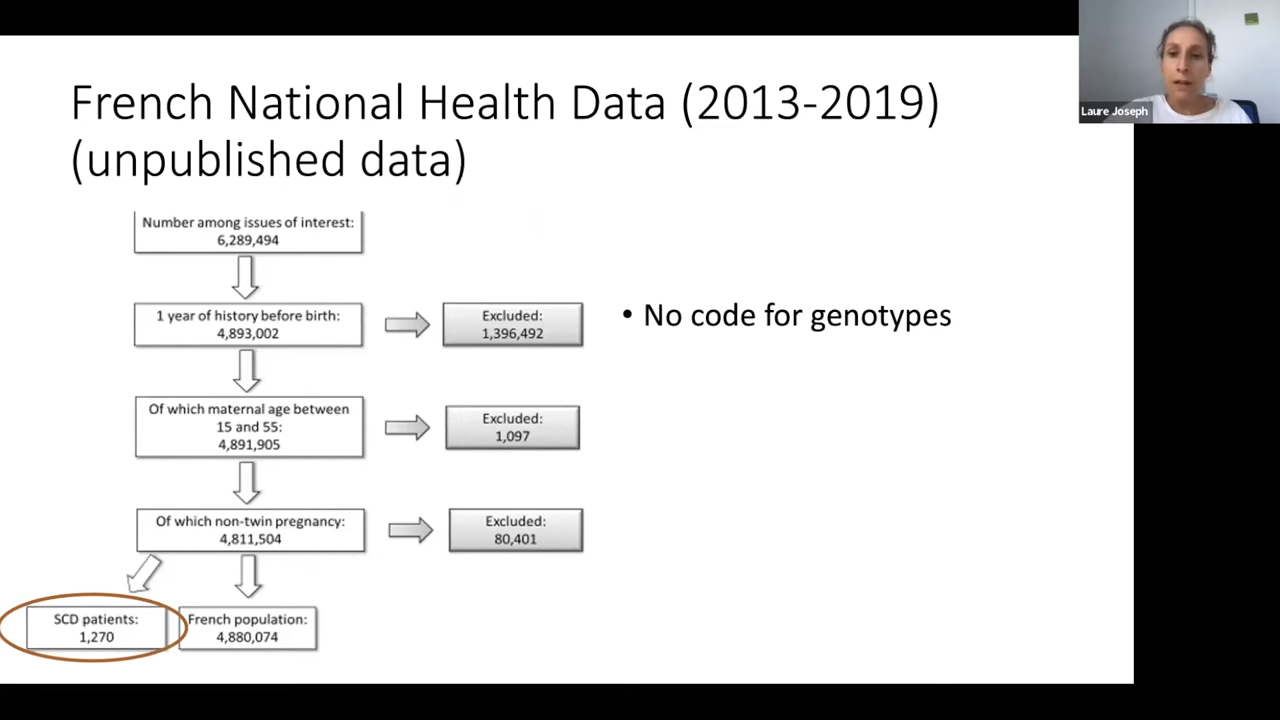 French National Health Data (2013-2019)
(unpublished data)
Laure Joseph
Number among issues of interest:
6,289,494
1 year of history before birth:
4,893,002
Excluded:
1,396,492
Of which maternal age between
15 and 55:
4,891,905
Excluded:
1,097
Of which non-twin pregnancy:
4,811,504
Excluded:
80,401
SCD patients:
1,270
French population:
4,880,074
• No code for genotypes